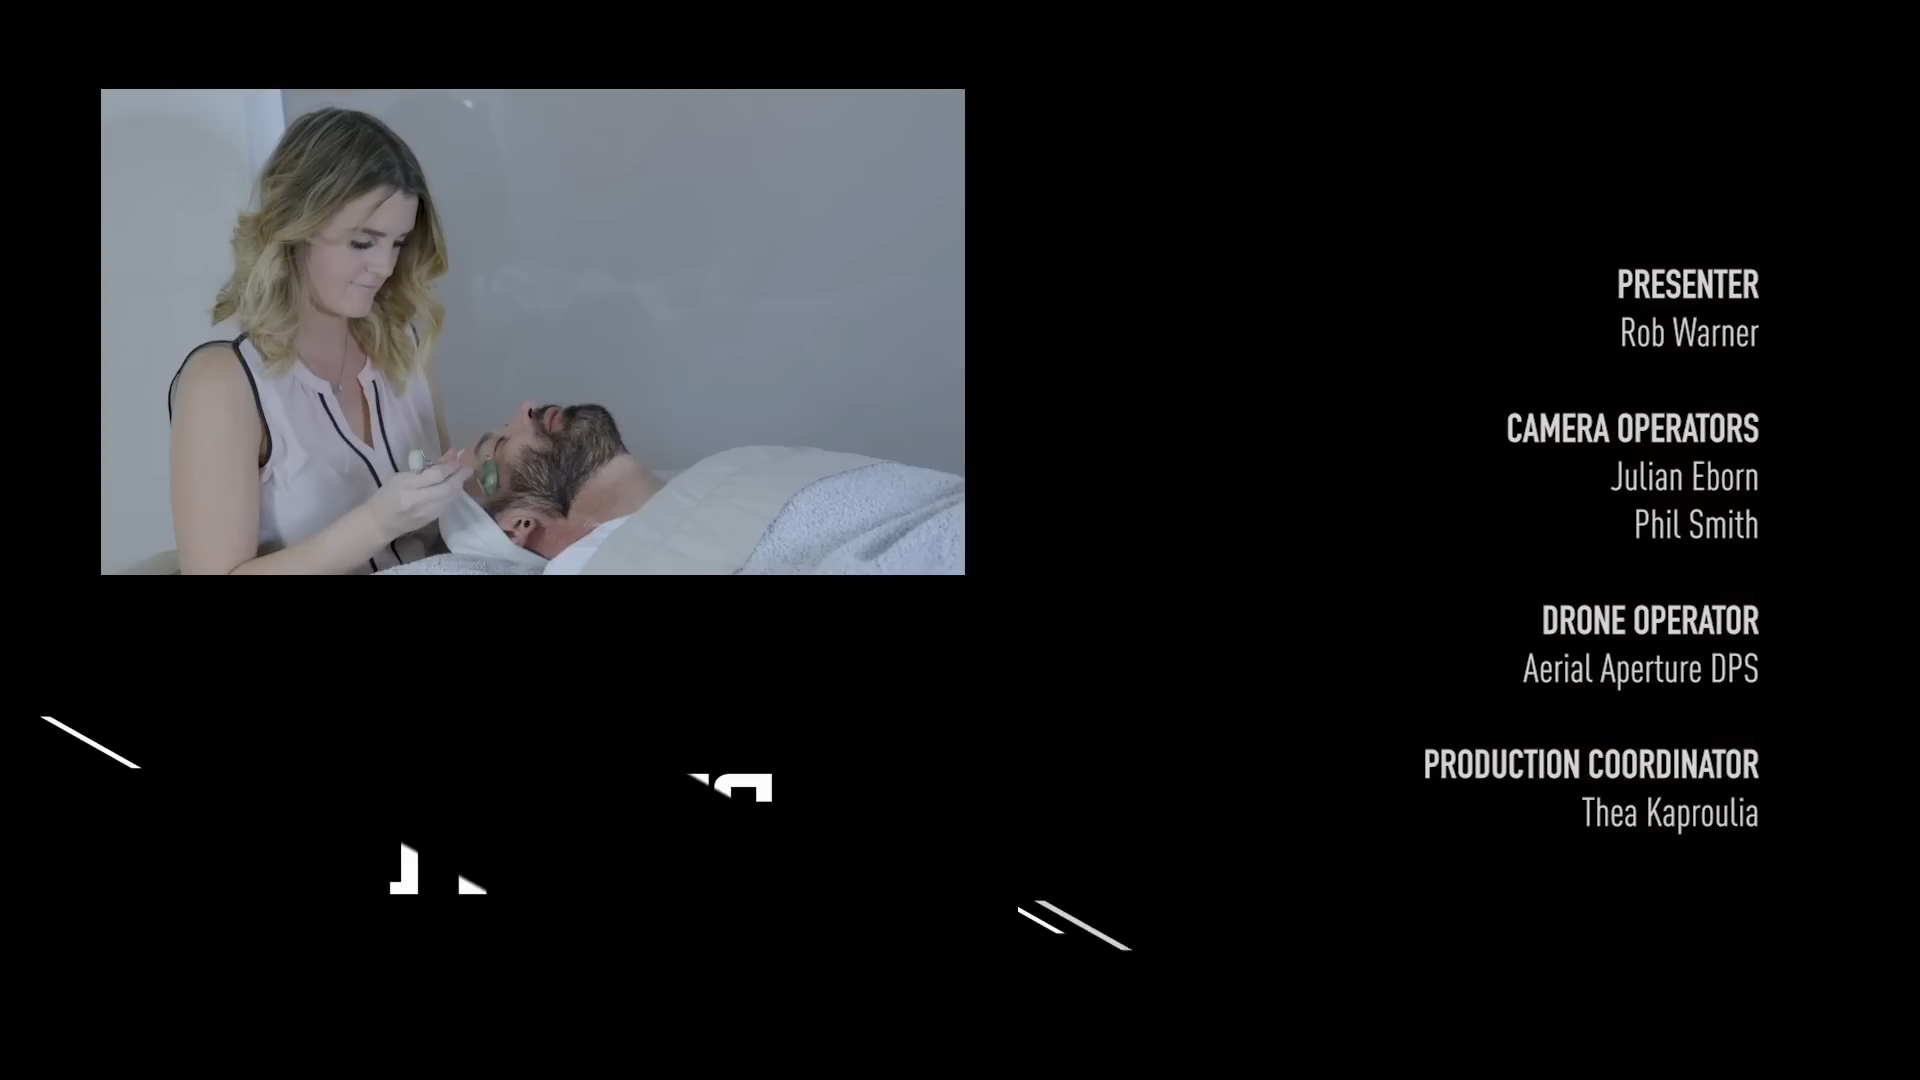 PRESENTER
Rob Warner
CAMERA OPERATORS
Julian Eborn
Phil Smith
DRONE OPERATOR
Aerial Aperture DPS
PRODUCTION COORDINATOR
Thea Kaproulia